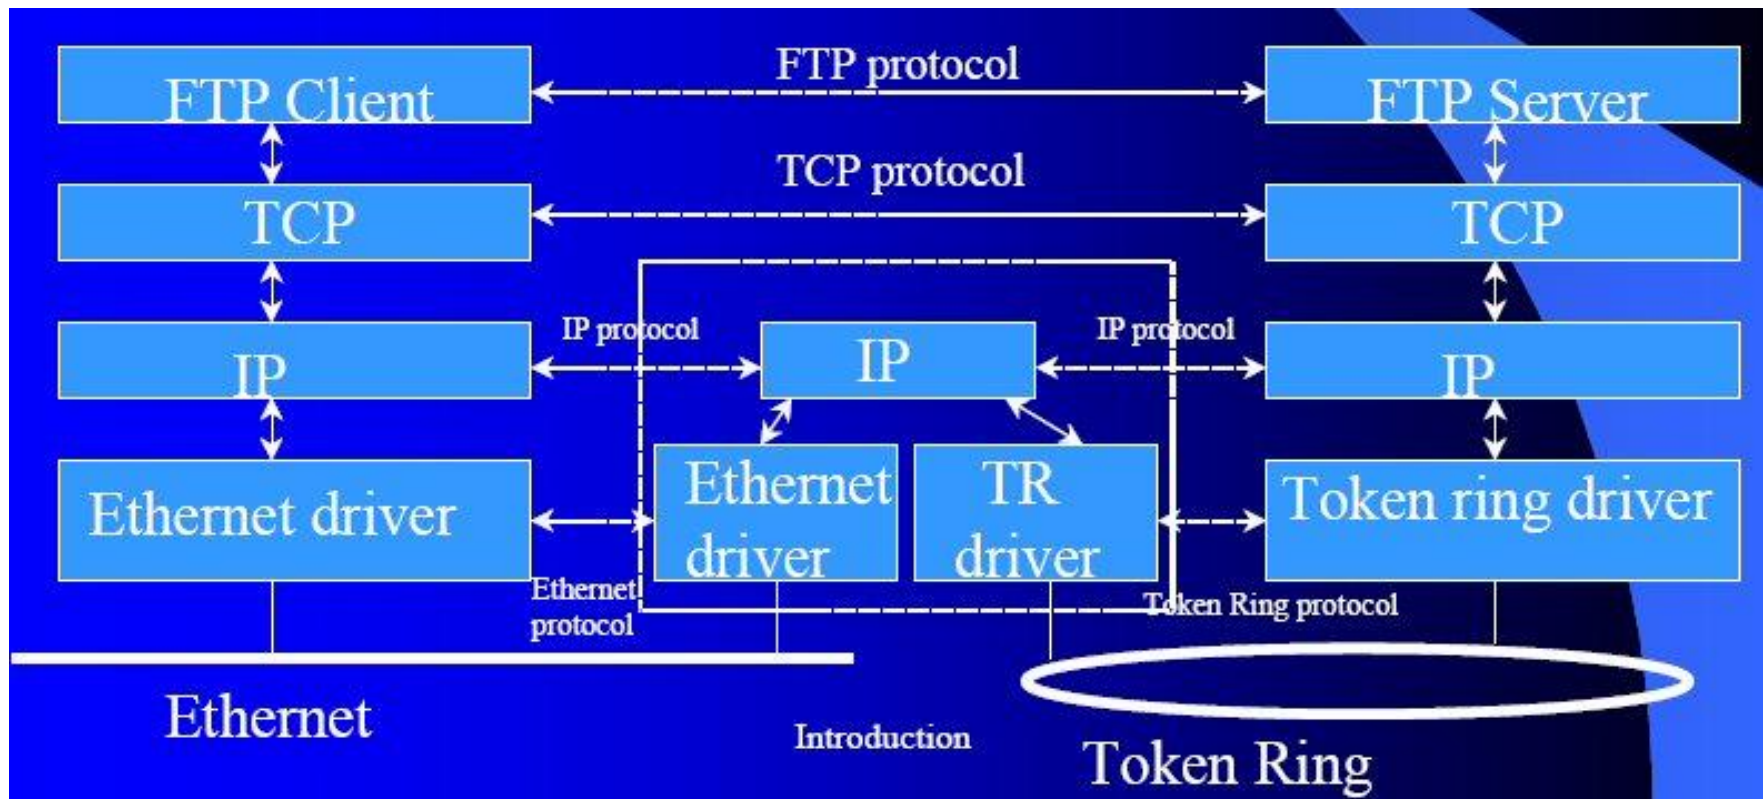 FTP Client
FTP protocol
FTP Server
TCP
TCP protocol
TCP
IP
IP protocol
IP
IP protocol
IP
Ethernet driver
Ethernet
driver
TR
driver
Token ring driver
Ethernet
protocol
Token Ring protocol
Ethernet
Introduction
Token Ring